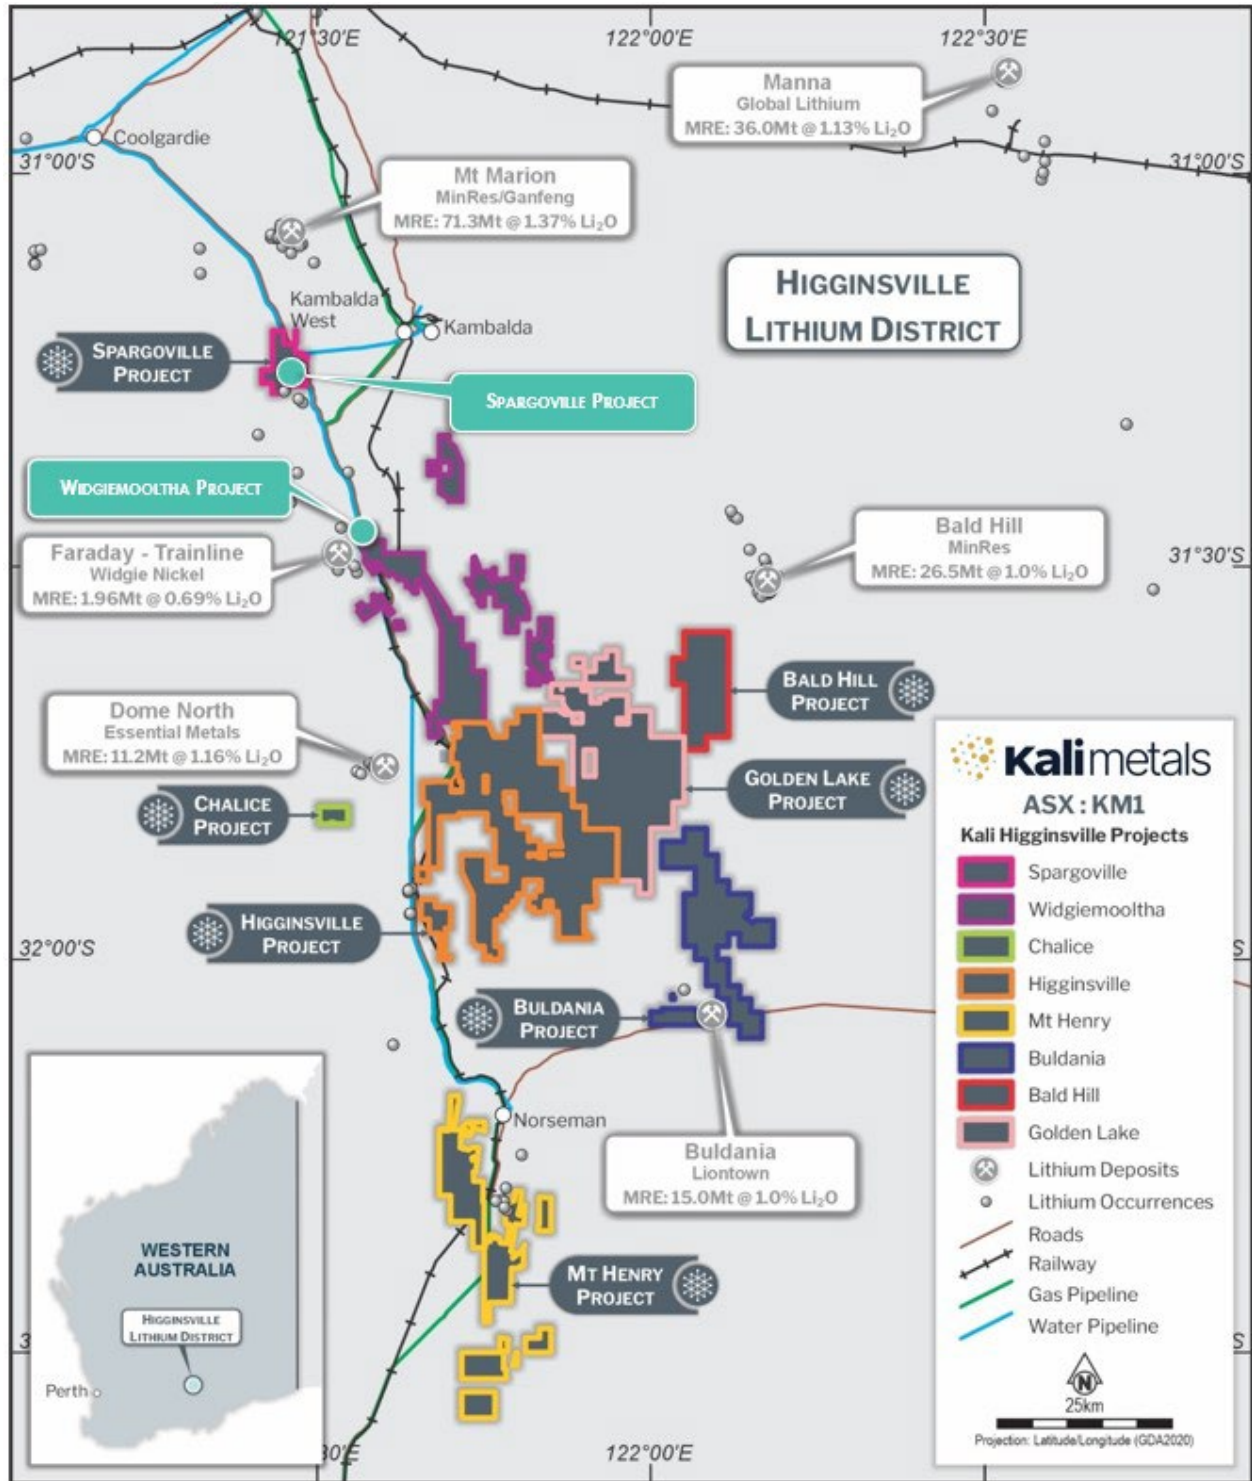 121°30'E
122°00'E
122°30'E
Manna
Global Lithium
MRE: 36.0Mt @ 1.13% Li₂O
Coolgardie
31°00'S
31°00'S
Mt Marion
MinRes/Ganfeng
MRE: 71.3Mt @ 1.37% Li₂O
HIGGINSVILLE
LITHIUM DISTRICT
Kambalda
West
Kambalda
SPARGOVILLE
PROJECT
SPARGOVILLE PROJECT
WIDGIEMOOLTHA PROJECT
Faraday - Trainline
Widgie Nickel
MRE: 1.96Mt @ 0.69% Li₂O
Bald Hill
MinRes
MRE: 26.5Mt @ 1.0% Li₂O
31°30'S
BALD HILL
PROJECT
Dome North
Essential Metals
MRE: 11.2Mt @ 1.16% Li₂O
GOLDEN LAKE
PROJECT
CHALICE
PROJECT
HIGGINSVILLE
PROJECT
32°00'S
S
BULDANIA
PROJECT
Norseman
Buldania
Liontown
MRE: 15.0Mt @ 1.0% Li₂O
MT HENRY
PROJECT
3
S
30'E
122°00'E
WESTERN
AUSTRALIA
HIGGINSVILLE
LITHIUM DISTRICT
Perth
Kalimetals
ASX : KM1
Kali Higginsville Projects
Spargoville
Widgiemooltha
Chalice
Higginsville
Mt Henry
Buldania
Bald Hill
Golden Lake
Lithium Deposits
Lithium Occurrences
Roads
Railway
Gas Pipeline
Water Pipeline
N
25km
Projection: Latitude/Longitude (GDA2020)